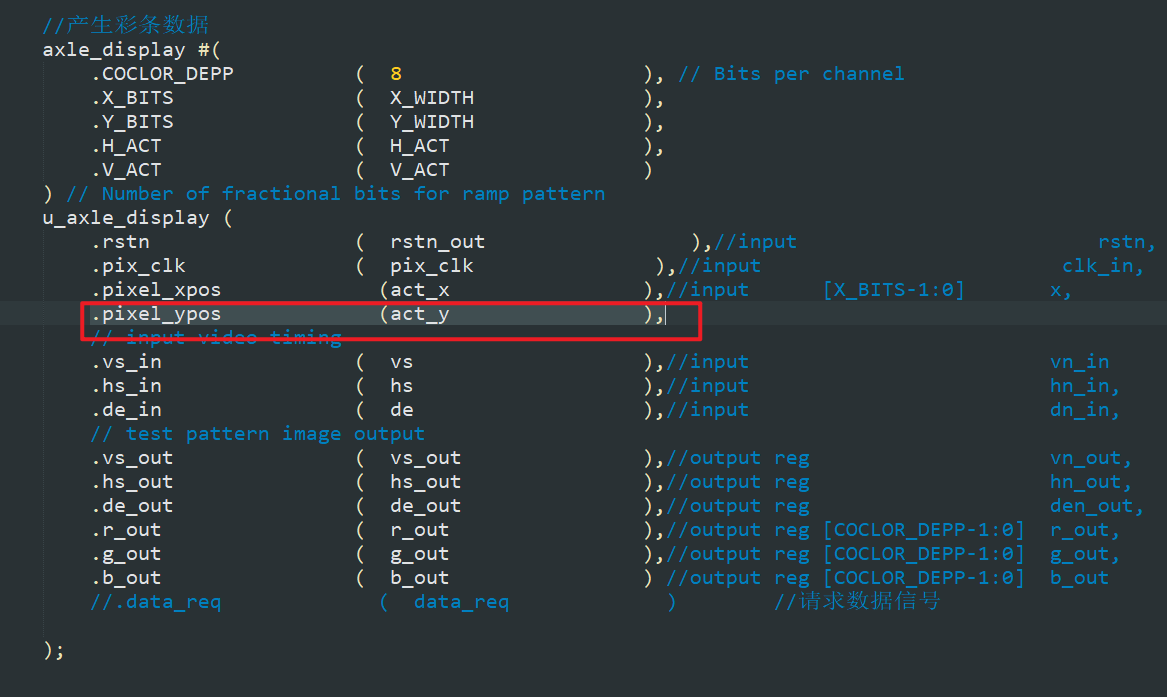 //产生彩条数据
axle_display #(
.COCLOR_DEPP ( 8 ), // Bits per channel
.X_BITS ( X_WIDTH ),
.Y_BITS ( Y_WIDTH ),
.H_ACT ( H_ACT ),
.V_ACT ( V_ACT )
) // Number of fractional bits for ramp pattern
u_axle_display (
.rstn ( rstn_out ),//input rstn,
.pix_clk ( pix_clk ),//input clk_in,
.pixel_xpos (act_x ),//input [X_BITS-1:0] x,
.pixel_ypos (act_y ),
// input video timing
.vs_in ( vs ),//input vn_in
.hs_in ( hs ),//input hn_in,
.de_in ( de ),//input dn_in,
// test pattern image output
.vs_out ( vs_out ),//output reg vn_out,
.hs_out ( hs_out ),//output reg hn_out,
.de_out ( de_out ),//output reg den_out,
.r_out ( r_out ),//output reg [COCLOR_DEPP-1:0] r_out,
.g_out ( g_out ),//output reg [COCLOR_DEPP-1:0] g_out,
.b_out ( b_out ) //output reg [COCLOR_DEPP-1:0] b_out
//.data_req ( data_req ) //请求数据信号
);